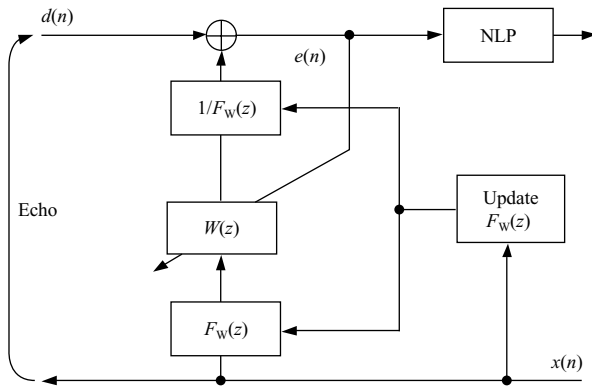 d(n)
NLP
e(n)
1/F_W(z)
Echo
W(z)
Update
F_W(z)
F_W(z)
x(n)